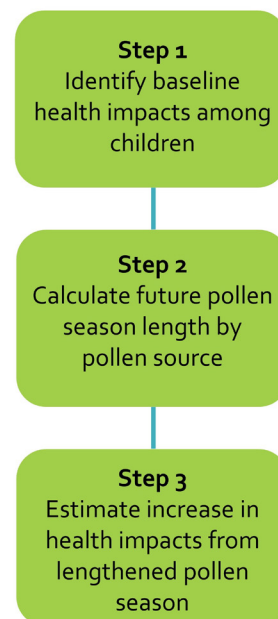 Step 1
Identify baseline
health impacts among
children
Step 2
Calculate future pollen
season length by
pollen source
Step 3
Estimate increase in
health impacts from
lengthened pollen
season